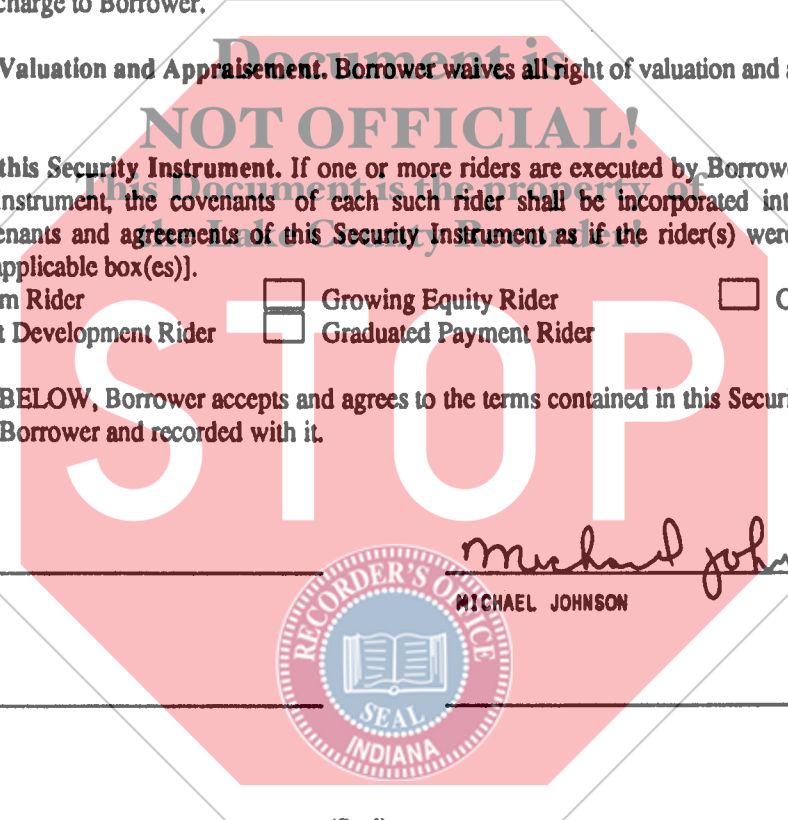 charge to Borrower.
Document is
Valuation and Appraisement. Borrower waives all right of valuation and
NOT OFFICIAL!
this Security Instrument. If one or more riders are executed by Borrow
This Document is the property of
nstrument, the covenants of each such rider shall be incorporated int
the Lake County Recorder!
enants and agreements of this Security Instrument as if the rider(s) were
applicable box(es)].
m Rider Growing Equity Rider
t Development Rider Graduated Payment Rider
STOP
BELOW, Borrower accepts and agrees to the terms contained in this Securi
Borrower and recorded with it.
Michael John
MICHAEL JOHNSON
RECORDER'S OFFICE
SEAL
INDIANA